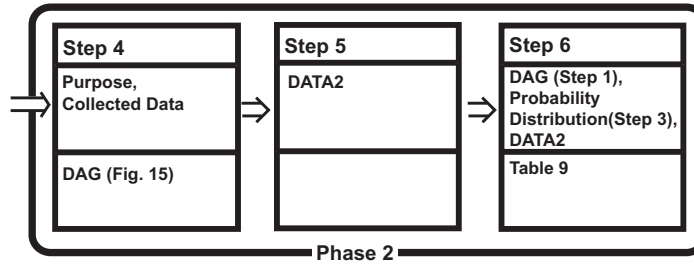 Step 4
Purpose,
Collected Data
DAG (Fig. 15)
Step 5
DATA2
Step 6
DAG (Step 1),
Probability
Distribution(Step 3),
DATA2
Table 9
Phase 2